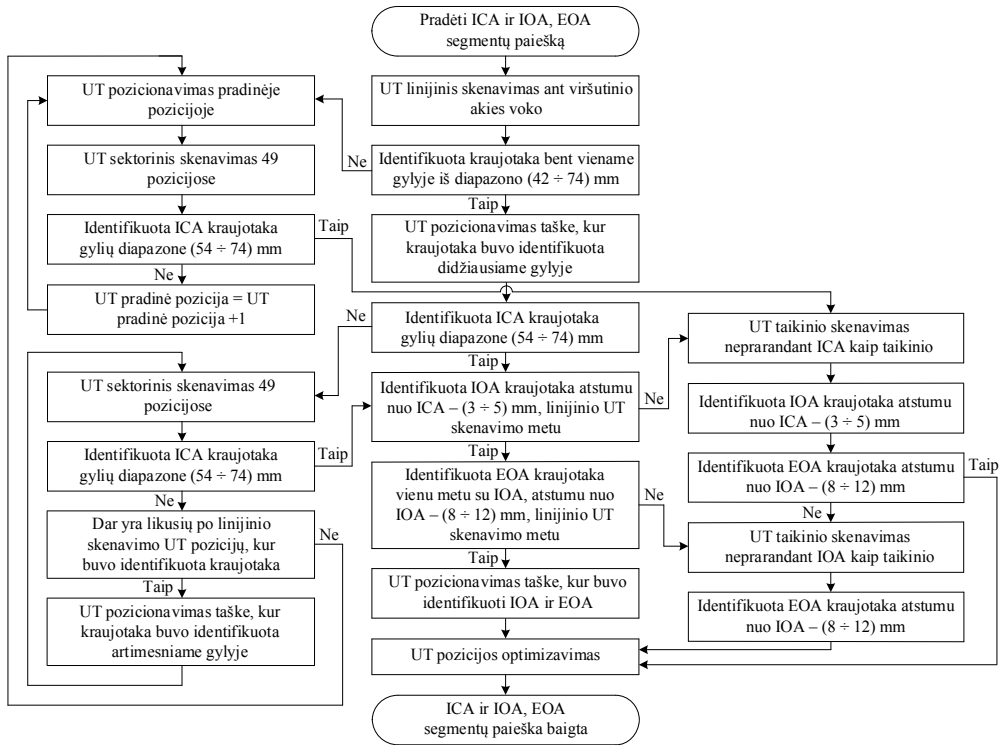 Pradėti ICA ir IOA, EOA
segmentų paiešką
UT linijinis skenavimas ant viršutinio
akies voko
Identifikuota kraujotaka bent viename
gylyje iš diapazono (42 ÷ 74) mm
Ne
Taip
UT pozicionavimas taške, kur
kraujotaka buvo identifikuota
didžiausiame gylyje
UT pozicionavimas pradinėje
pozicijoje
UT sektorinis skenavimas 49
pozicijose
Identifikuota ICA kraujotaka
gylių diapazone (54 ÷ 74) mm
Taip
Ne
UT pradinė pozicija = UT
pradinė pozicija +1
Identifikuota ICA kraujotaka
gylių diapazone (54 ÷ 74) mm
Ne
Taip
UT sektorinis skenavimas 49
pozicijose
Identifikuota ICA kraujotaka
gylių diapazone (54 ÷ 74) mm
Taip
Ne
Dar yra likusių po linijinio
skenavimo UT pozicijų, kur
buvo identifikuota kraujotaka
Ne
Taip
UT pozicionavimas taške, kur
kraujotaka buvo identifikuota
artimesniame gylyje
Identifikuota IOA kraujotaka atstumu
nuo ICA – (3 ÷ 5) mm, linijinio UT
skenavimo metu
Ne
Taip
Identifikuota EOA kraujotaka
vienu metu su IOA, atstumu nuo
IOA – (8 ÷ 12) mm, linijinio UT
skenavimo metu
Ne
Taip
UT pozicionavimas taške, kur buvo
identifikuoti IOA ir EOA
UT taikinio skenavimas
neprarandant ICA kaip taikinio
Identifikuota IOA kraujotaka atstumu
nuo ICA – (3 ÷ 5) mm
Identifikuota EOA kraujotaka atstumu
nuo IOA – (8 ÷ 12) mm
Taip
Ne
UT taikinio skenavimas
neprarandant IOA kaip taikinio
Identifikuota EOA kraujotaka atstumu
nuo IOA – (8 ÷ 12) mm
UT pozicijos optimizavimas
ICA ir IOA, EOA
segmentų paieška baigta